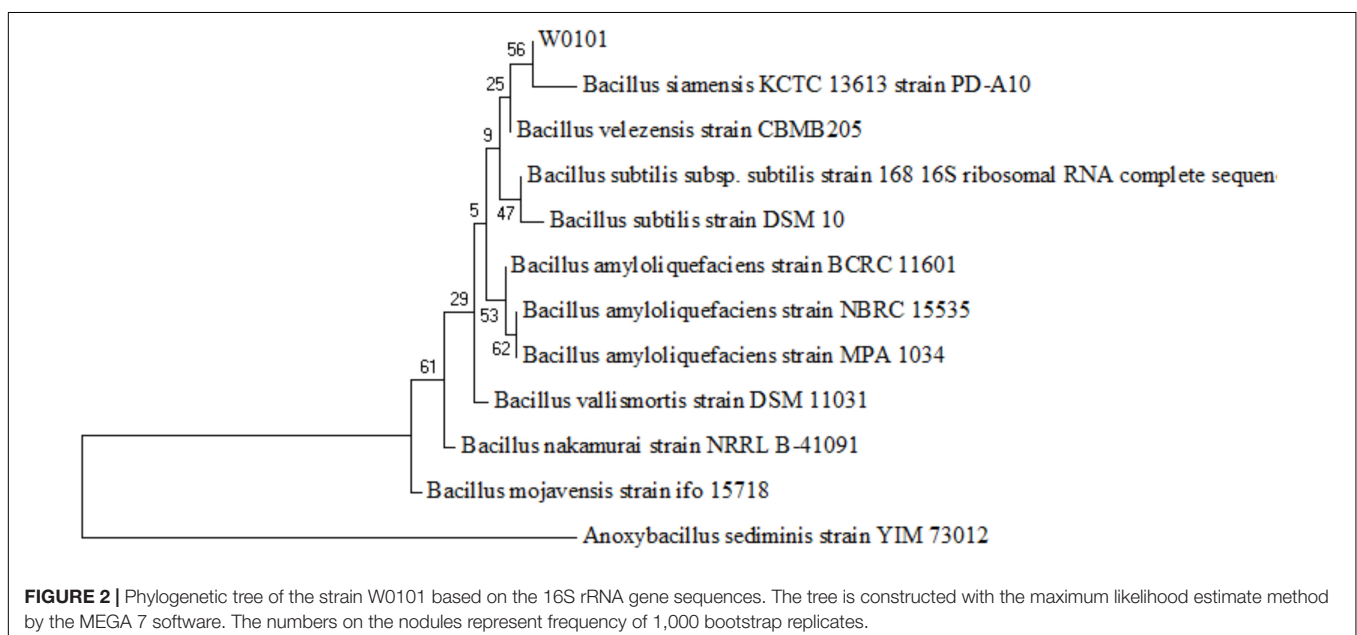 W0101
56
Bacillus siamensis KCTC 13613 strain PD-A10
25
Bacillus velezensis strain CBMB205
9
Bacillus subtilis subsp. subtilis strain 168 16S ribosomal RNA complete sequen
5
47
Bacillus subtilis strain DSM 10
Bacillus amyloliquefaciens strain BCRC 11601
29
53
Bacillus amyloliquefaciens strain NBRC 15535
62
Bacillus amyloliquefaciens strain MPA 1034
61
Bacillus vallismortis strain DSM 11031
Bacillus nakamurai strain NRRL B-41091
Bacillus mojavensis strain ifo 15718
Anoxybacillus sediminis strain YIM 73012
FIGURE 2 | Phylogenetic tree of the strain W0101 based on the 16S rRNA gene sequences. The tree is constructed with the maximum likelihood estimate method
by the MEGA 7 software. The numbers on the nodules represent frequency of 1,000 bootstrap replicates.